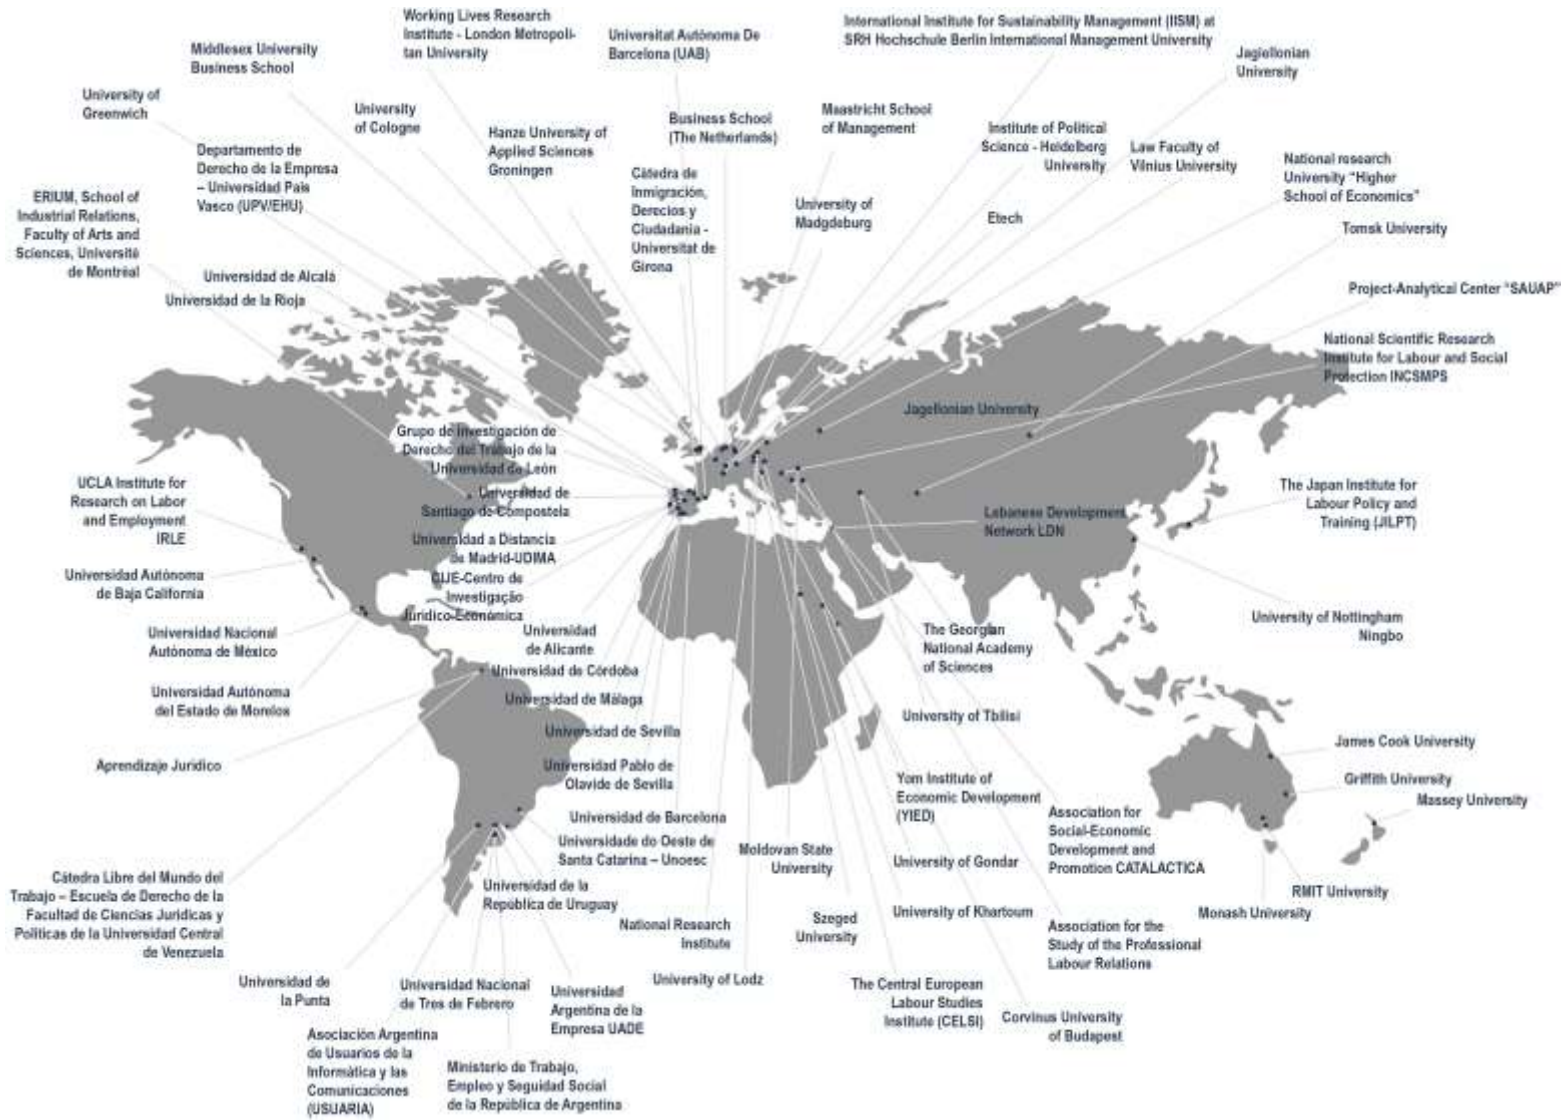 Working Lives Research
Institute - London Metropoli-
tan University
Universitat Autònoma De
Barcelona (UAB)
International Institute for Sustainability Management (IISM) at
SRH Hochschule Berlin International Management University
Middlesex University
Business School
Jagiellonian
University
University of
Greenwich
University
of Cologne
Hanze University of
Applied Sciences
Groningen
Business School
(The Netherlands)
Maastricht School
of Management
Institute of Political
Science - Heidelberg
University
Law Faculty of
Vilnius University
National research
University "Higher
School of Economics"
Departamento de
Derecho de la Empresa
– Universidad País
Vasco (UPV/EHU)
Cátedra de
Inmigración,
Derecios y
Ciudadanía -
Universitat de
Girona
University of
Madgdeburg
Etech
Tomsk University
ERIUM, School of
Industrial Relations,
Faculty of Arts and
Sciences, Université
de Montréal
Universidad de Alcalá
Universidad de la Rioja
Project-Analytical Center "SAUAP"
National Scientific Research
Institute for Labour and Social
Protection INCSMPS
Jagellonian University
Grupo de Investigación de
Derecho del Trabajo de la
Universidad de León
UCLA Institute for
Research on Labor
and Employment
IRLE
Universidad de
Santiago de Compostela
The Japan Institute for
Labour Policy and
Training (JILPT)
Lebanese Development
Network LDN
Universidad a Distancia
de Madrid-UDIMA
Universidad Autónoma
de Baja California
CIJE-Centro de
Investigação
Jurídico-Económica
Universidad Nacional
Autónoma de México
Universidad
de Alicante
The Georgian
National Academy
of Sciences
University of Nottingham
Ningbo
Universidad de Córdoba
Universidad Autónoma
del Estado de Morelos
Universidad de Málaga
University of Tbilisi
Universidad de Sevilla
James Cook University
Aprendizaje Jurídico
Universidad Pablo de
Olavide de Sevilla
Yom Institute of
Economic Development
(YIED)
Griffith University
Massey University
Universidad de Barcelona
Association for
Social-Economic
Development and
Promotion CATALACTICA
Universidade do Oeste de
Santa Catarina – Unoesc
Moldovan State
University
University of Gondar
Cátedra Libre del Mundo del
Trabajo – Escuela de Derecho de la
Facultad de Ciencias Jurídicas y
Políticas de la Universidad Central
de Venezuela
Universidad de la
República de Uruguay
RMIT University
Monash University
National Research
Institute
Szeged
University
University of Khartoum
Association for the
Study of the Professional
Labour Relations
Universidad de
la Punta
Universidad Nacional
de Tres de Febrero
University of Lodz
Universidad
Argentina de la
Empresa UADE
The Central European
Labour Studies
Institute (CELSI)
Corvinus University
of Budapest
Asociación Argentina
de Usuarios de la
Informática y las
Comunicaciones
(USUARIA)
Ministerio de Trabajo,
Empleo y Seguidad Social
de la República de Argentina